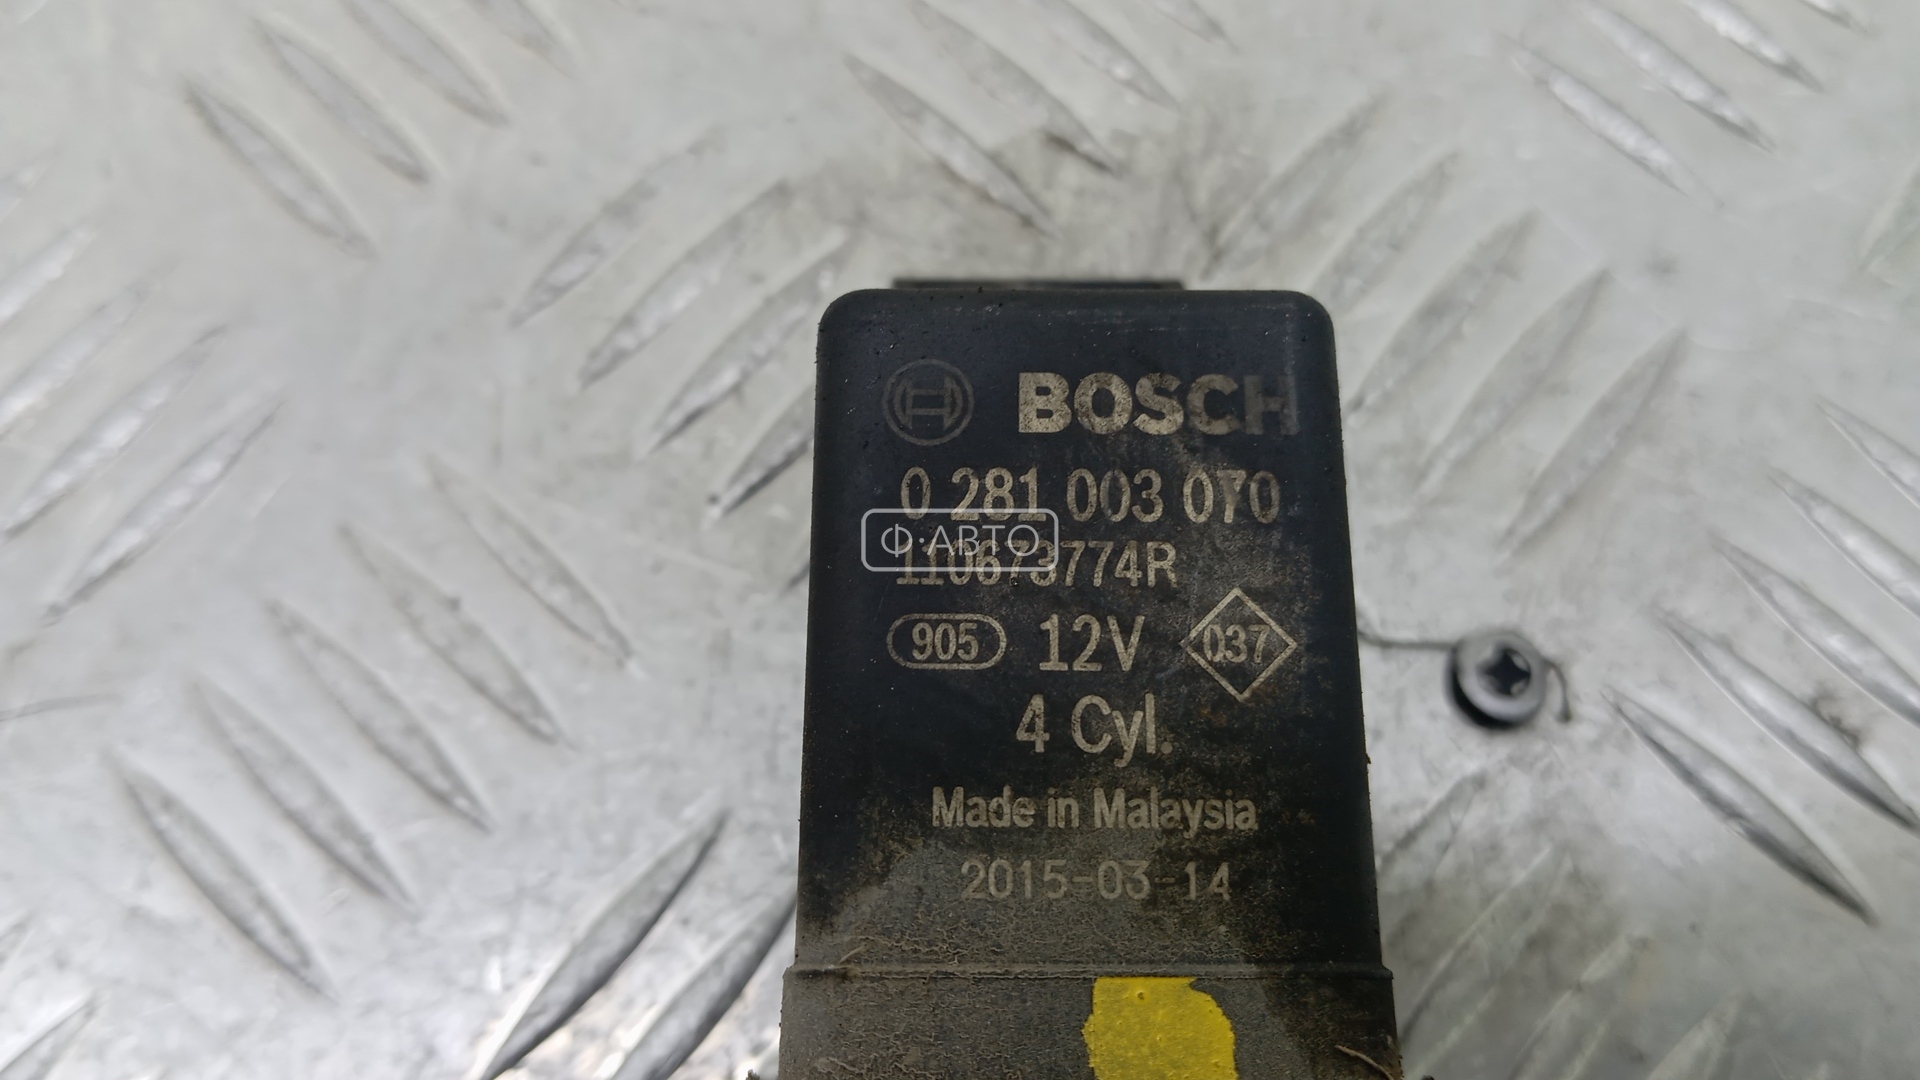 BOSCH
0 281 003 070
110673774R
Ф·АВТО
905 12V 037
4 Cyl.
Made in Malaysia
2015-03-14